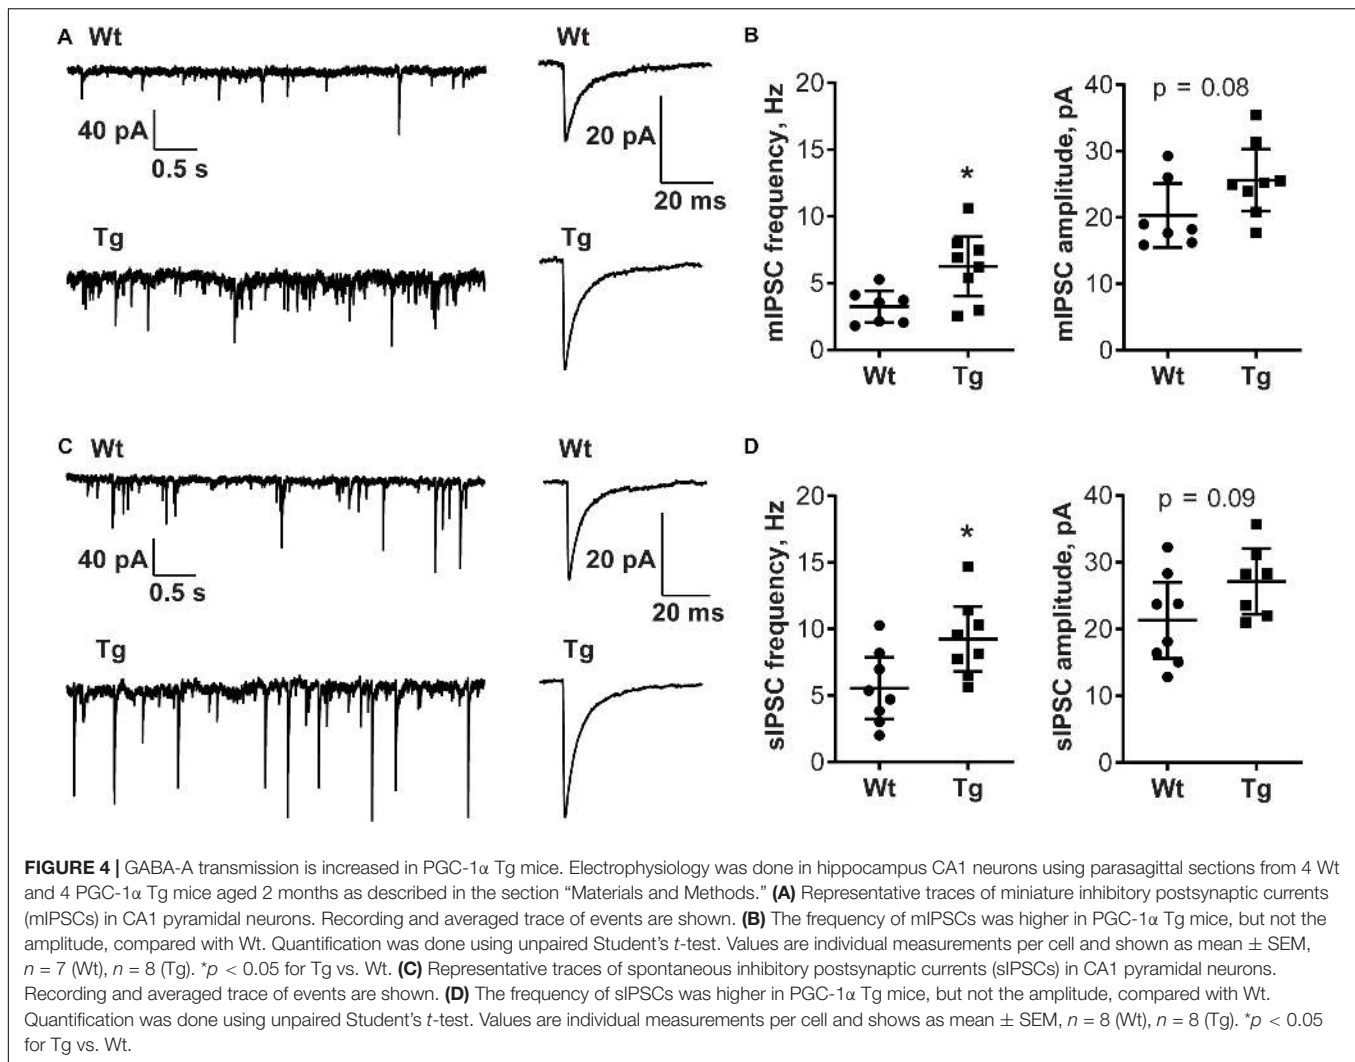 A Wt
Wt
40 pA
0.5 s
20 pA
20 ms
Tg
Tg
B
mIPSC frequency, Hz
20
15
10
5
0
*
Wt Tg
mIPSC amplitude, pA
40
30
20
10
0
p = 0.08
Wt Tg
C Wt
Wt
40 pA
0.5 s
20 pA
20 ms
Tg
Tg
D
sIPSC frequency, Hz
20
15
10
5
0
*
Wt Tg
sIPSC amplitude, pA
40
30
20
10
0
p = 0.09
Wt Tg
FIGURE 4 | GABA-A transmission is increased in PGC-1α Tg mice. Electrophysiology was done in hippocampus CA1 neurons using parasagittal sections from 4 Wt
and 4 PGC-1α Tg mice aged 2 months as described in the section “Materials and Methods.” (A) Representative traces of miniature inhibitory postsynaptic currents
(mIPSCs) in CA1 pyramidal neurons. Recording and averaged trace of events are shown. (B) The frequency of mIPSCs was higher in PGC-1α Tg mice, but not the
amplitude, compared with Wt. Quantification was done using unpaired Student’s t-test. Values are individual measurements per cell and shown as mean ± SEM,
n = 7 (Wt), n = 8 (Tg). *p < 0.05 for Tg vs. Wt. (C) Representative traces of spontaneous inhibitory postsynaptic currents (sIPSCs) in CA1 pyramidal neurons.
Recording and averaged trace of events are shown. (D) The frequency of sIPSCs was higher in PGC-1α Tg mice, but not the amplitude, compared with Wt.
Quantification was done using unpaired Student’s t-test. Values are individual measurements per cell and shows as mean ± SEM, n = 8 (Wt), n = 8 (Tg). *p < 0.05
for Tg vs. Wt.